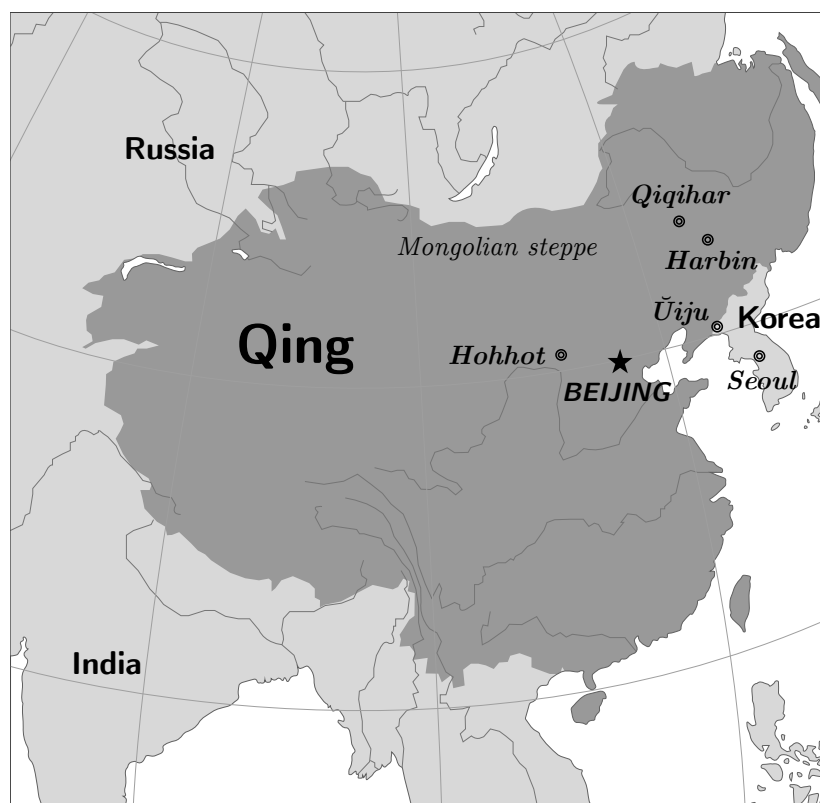 Russia
Qiqihar
Mongolian steppe
Harbin
Ŭiju
Korea
Qing
Hohhot
Seoul
BEIJING
India